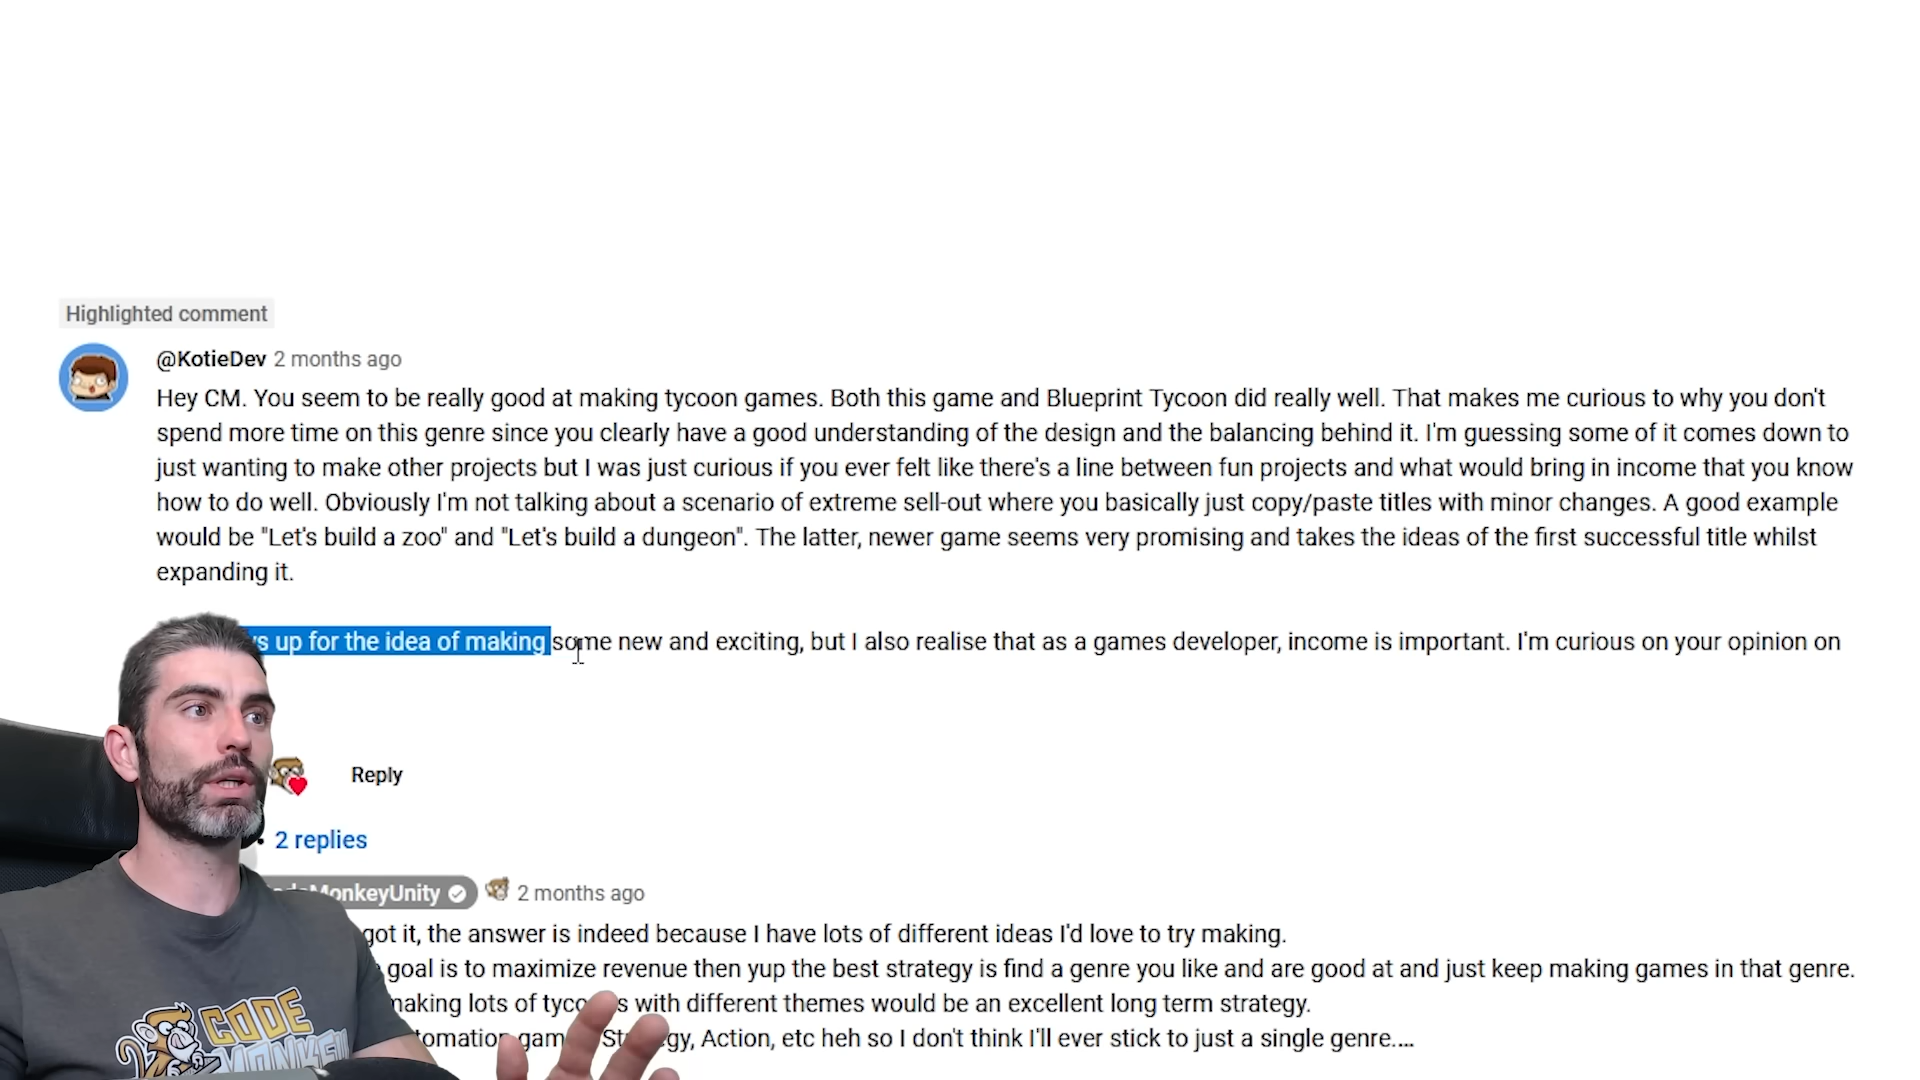 Highlighted comment
@KotieDev 2 months ago
Hey CM. You seem to be really good at making tycoon games. Both this game and Blueprint Tycoon did really well. That makes me curious to why you don't
spend more time on this genre since you clearly have a good understanding of the design and the balancing behind it. I'm guessing some of it comes down to
just wanting to make other projects but I was just curious if you ever felt like there's a line between fun projects and what would bring in income that you know
how to do well. Obviously I'm not talking about a scenario of extreme sell-out where you basically just copy/paste titles with minor changes. A good example
would be "Let's build a zoo" and "Let's build a dungeon". The latter, newer game seems very promising and takes the ideas of the first successful title whilst
expanding it.
up for the idea of making some new and exciting, but I also realise that as a games developer, income is important. I'm curious on your opinion on
Reply
2 replies
MonkeyUnity 2 months ago
got it, the answer is indeed because I have lots of different ideas I'd love to try making.
goal is to maximize revenue then yup the best strategy is find a genre you like and are good at and just keep making games in that genre.
making lots of with different themes would be an excellent long term strategy.
Action, etc heh so I don't think I'll ever stick to just a single genre....
CODE
MONKEY